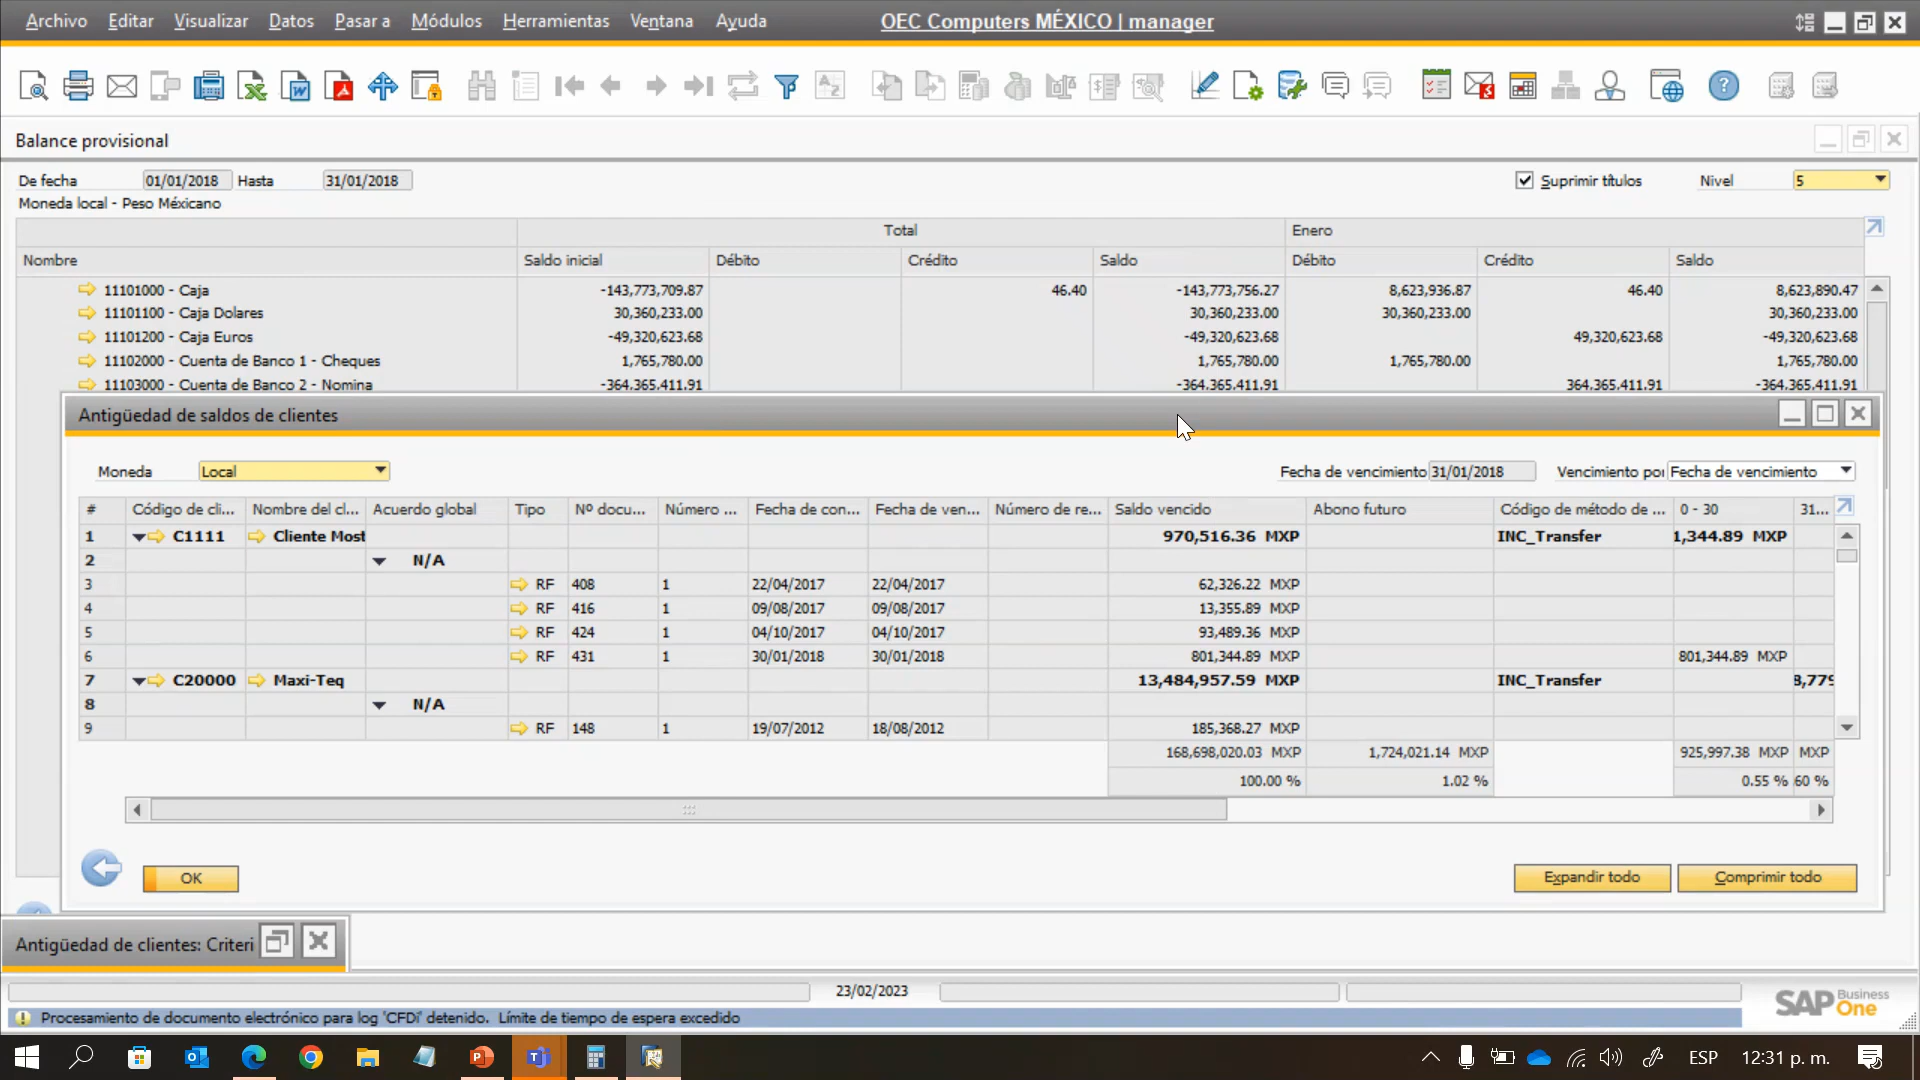 Archivo Editar Visualizar Datos Pasar a Módulos Herramientas Ventana Ayuda OEC Computers MÉXICO | manager
Balance provisional
De fecha 01/01/2018 Hasta 31/01/2018 Suprimir títulos Nivel 5
Moneda local - Peso Méxicano
Total Enero
Nombre Saldo inicial Débito Crédito Saldo Débito Crédito Saldo
11101000 - Caja -143,773,709.87 46.40 -143,773,756.27 8,623,936.87 46.40 8,623,890.47
11101100 - Caja Dolares 30,360,233.00 30,360,233.00 30,360,233.00 30,360,233.00
11101200 - Caja Euros -49,320,623.68 -49,320,623.68 49,320,623.68 -49,320,623.68
11102000 - Cuenta de Banco 1 - Cheques 1,765,780.00 1,765,780.00 1,765,780.00 1,765,780.00
11103000 - Cuenta de Banco 2 - Nomina -364,365,411.91 -364,365,411.91 364,365,411.91 -364,365,411.91
Antigüedad de saldos de clientes
Moneda Local Fecha de vencimiento 31/01/2018 Vencimiento por Fecha de vencimiento
# Código de cli... Nombre del cl... Acuerdo global Tipo Nº docu... Número ... Fecha de con... Fecha de ven... Número de re... Saldo vencido Abono futuro Código de método de ... 0 - 30 31...
1 C1111 Cliente Most 970,516.36 MXP INC_Transfer 1,344.89 MXP
2 N/A
3 RF 408 1 22/04/2017 22/04/2017 62,326.22 MXP
4 RF 416 1 09/08/2017 09/08/2017 13,355.89 MXP
5 RF 424 1 04/10/2017 04/10/2017 93,489.36 MXP
6 RF 431 1 30/01/2018 30/01/2018 801,344.89 MXP 801,344.89 MXP
7 C20000 Maxi-Teq 13,484,957.59 MXP INC_Transfer 8,779
8 N/A
9 RF 148 1 19/07/2012 18/08/2012 185,368.27 MXP
168,698,020.03 MXP 1,724,021.14 MXP 925,997.38 MXP MXP
100.00 % 1.02 % 0.55 % 60 %
OK Expandir todo Comprimir todo
Antigüedad de clientes: Criteri
23/02/2023
SAP Business One
Procesamiento de documento electrónico para log 'CFDi' detenido. Límite de tiempo de espera excedido
ESP 12:31 p. m.